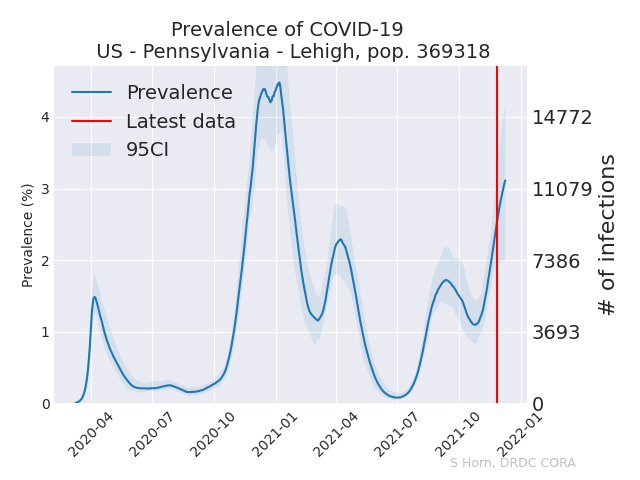 Prevalence of COVID-19
US - Pennsylvania - Lehigh, pop. 369318
Prevalence
Latest data
95CI
Prevalence (%)
4
3
2
1
0
14772
11079
7386
3693
0
# of infections
2020-04
2020-07
2020-10
2021-01
2021-04
2021-07
2021-10
2022-01
S Horn, DRDC CORA